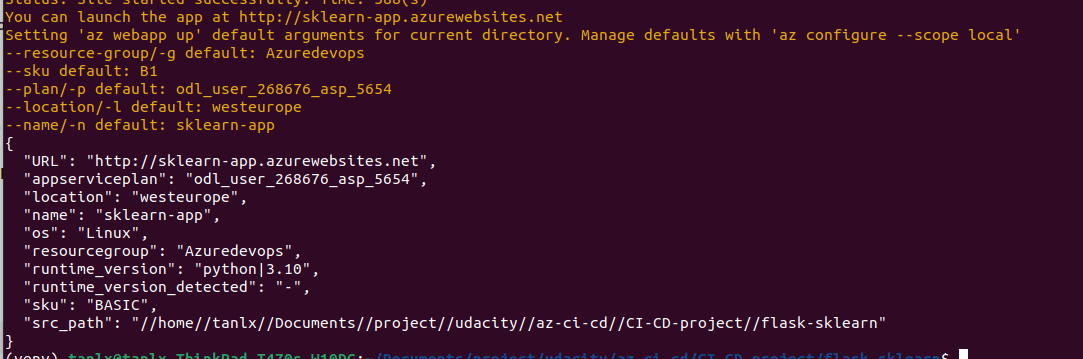 Status: Site started successfully. Time: 388(s)
You can launch the app at http://sklearn-app.azurewebsites.net
Setting 'az webapp up' default arguments for current directory. Manage defaults with 'az configure --scope local'
--resource-group/-g default: Azuredevops
--sku default: B1
--plan/-p default: odl_user_268676_asp_5654
--location/-l default: westeurope
--name/-n default: sklearn-app
{
"URL": "http://sklearn-app.azurewebsites.net",
"appserviceplan": "odl_user_268676_asp_5654",
"location": "westeurope",
"name": "sklearn-app",
"os": "Linux",
"resourcegroup": "Azuredevops",
"runtime_version": "python|3.10",
"runtime_version_detected": "-",
"sku": "BASIC",
"src_path": "//home//tanlx//Documents//project//udacity//az-ci-cd//CI-CD-project//flask-sklearn"
}
(venv) tanlx@tanlx-ThinkPad-T470s-W10DG:~/Documents/project/udacity/az-ci-cd/CI-CD-project/flask-sklearn$